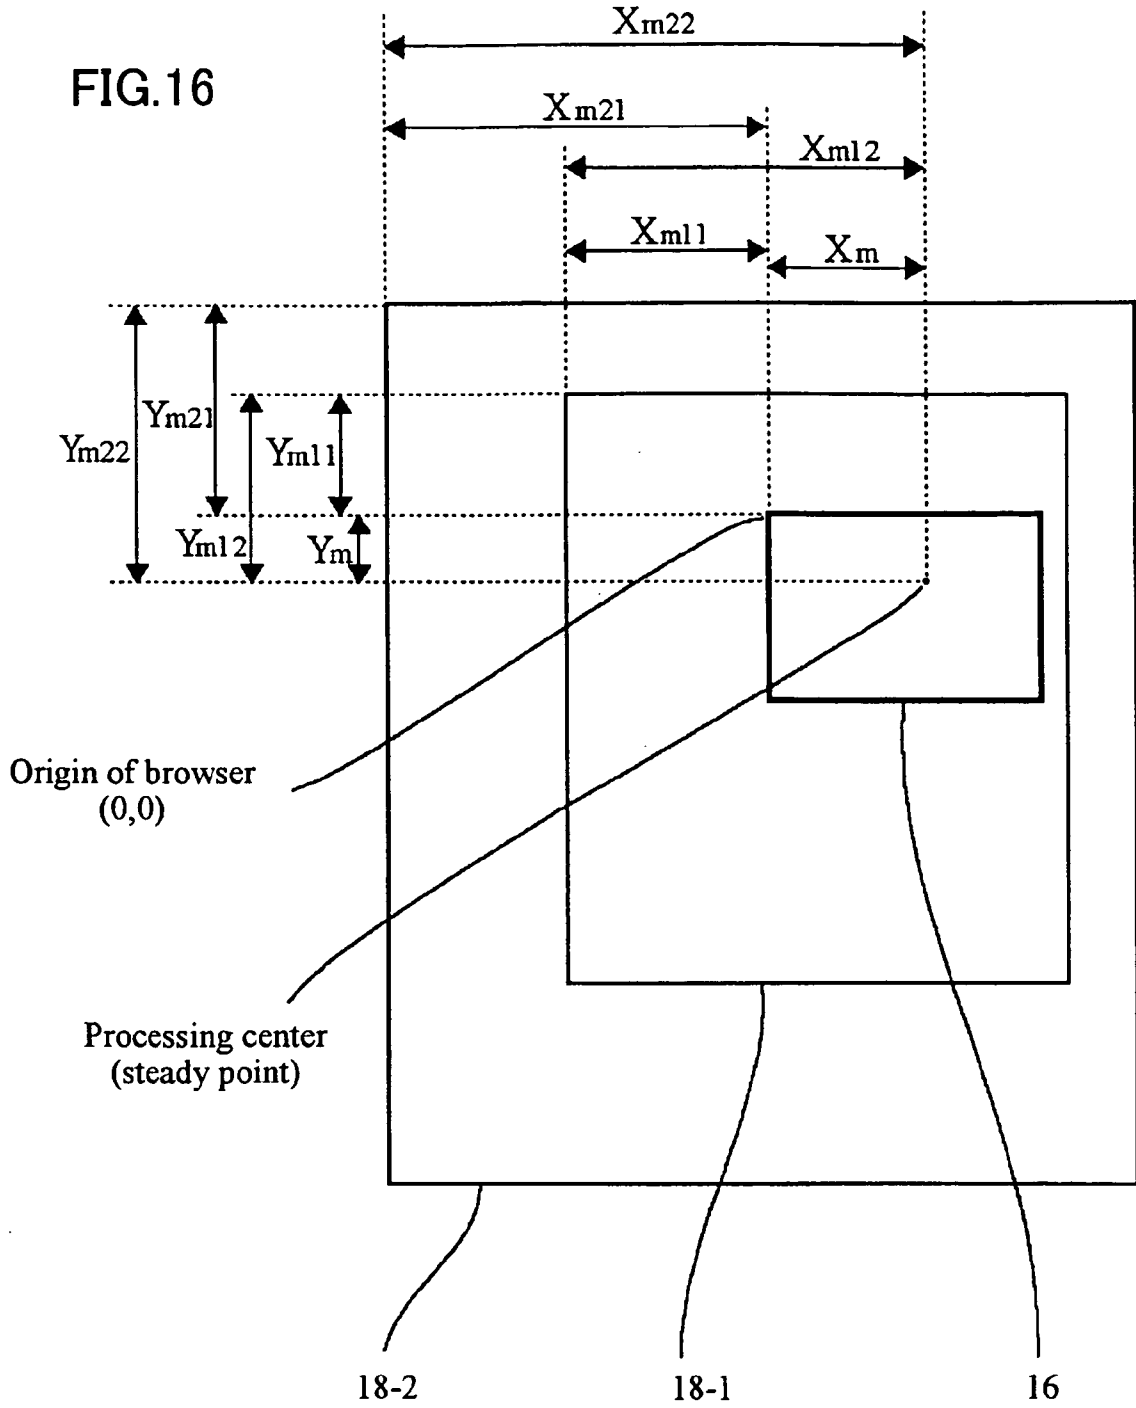 FIG.16
Xm22
Xm21
Xm12
Xm11
Xm
Ym21
Ym22
Ym11
Ym12
Ym
Origin of browser
(0,0)
Processing center
(steady point)
18-2
18-1
16